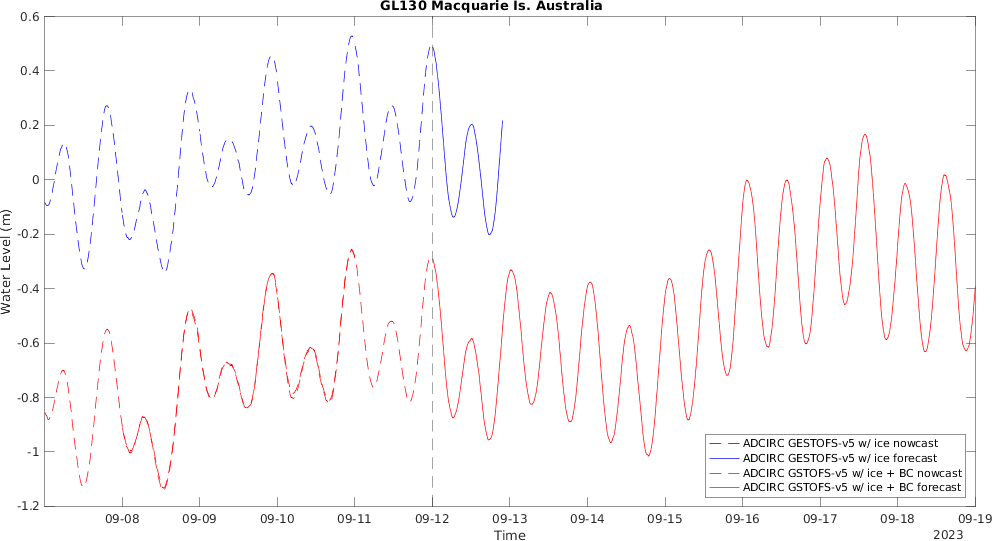 GL130 Macquarie Is. Australia
0.6
0.4
0.2
0
-0.2
-0.4
-0.6
-0.8
-1
-1.2
Water Level (m)
ADCIRC GESTOFS-v5 w/ ice nowcast
ADCIRC GESTOFS-v5 w/ ice forecast
ADCIRC GSTOFS-v5 w/ ice + BC nowcast
ADCIRC GSTOFS-v5 w/ ice + BC forecast
09-08 09-09 09-10 09-11 09-12 09-13 09-14 09-15 09-16 09-17 09-18 09-19
Time
2023